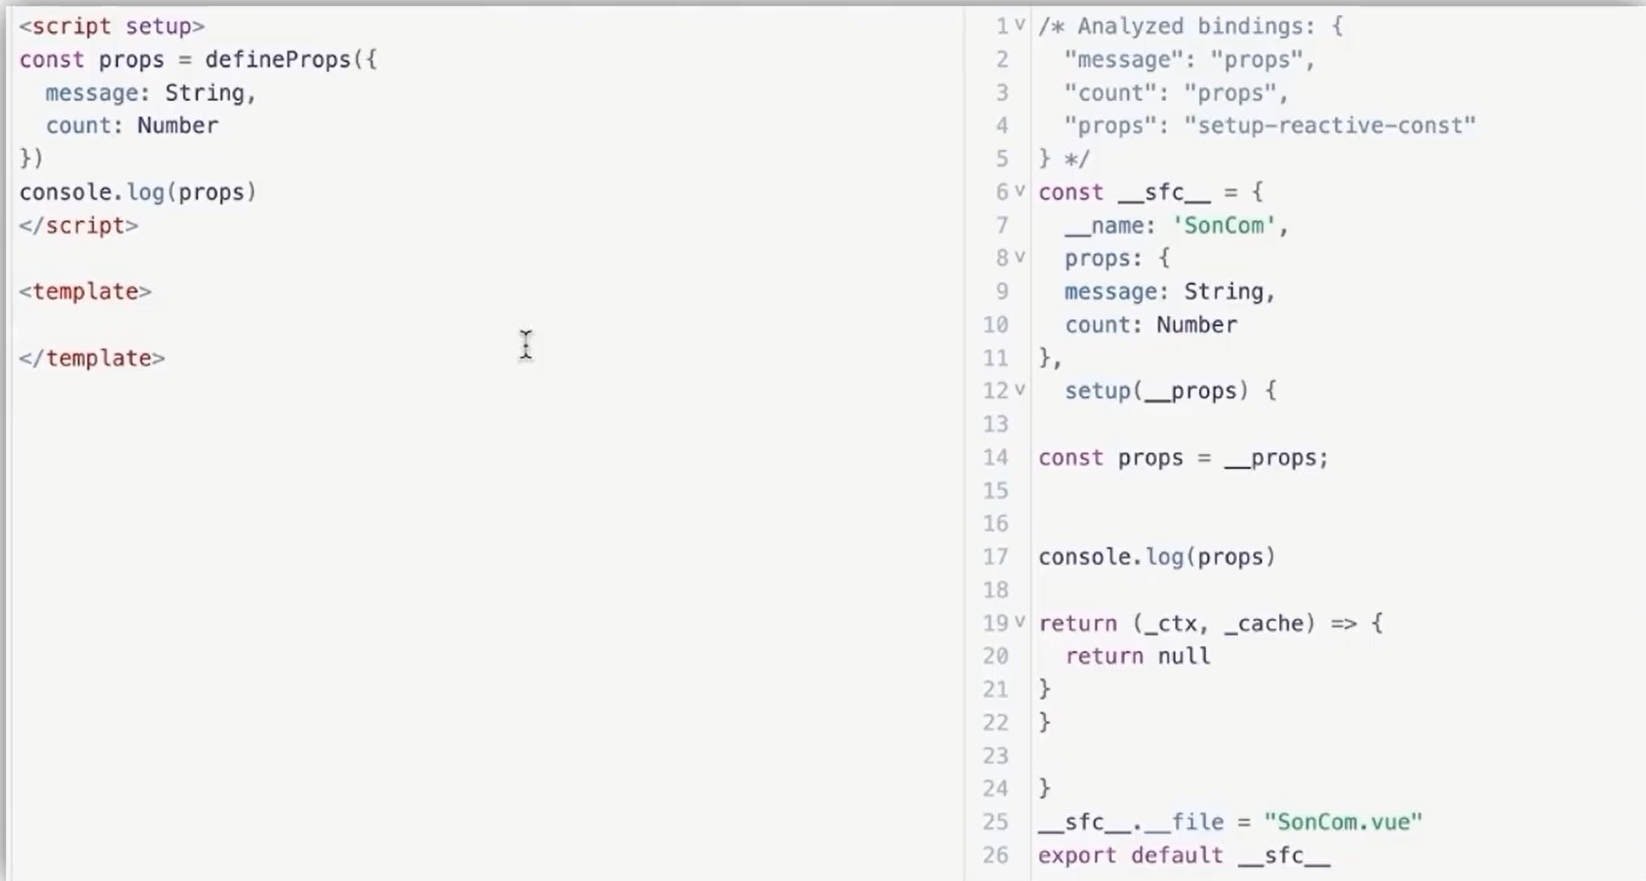 <script setup>
const props = defineProps({
  message: String,
  count: Number
})
console.log(props)
</script>
<template>
</template>
1 /* Analyzed bindings: {
2   "message": "props",
3   "count": "props",
4   "props": "setup-reactive-const"
5 } */
6 const __sfc__ = {
7   __name: 'SonCom',
8   props: {
9   message: String,
10   count: Number
11 },
12   setup(__props) {
13
14 const props = __props;
15
16
17 console.log(props)
18
19 return (_ctx, _cache) => {
20   return null
21 }
22 }
23
24 }
25 __sfc__.__file = "SonCom.vue"
26 export default __sfc__